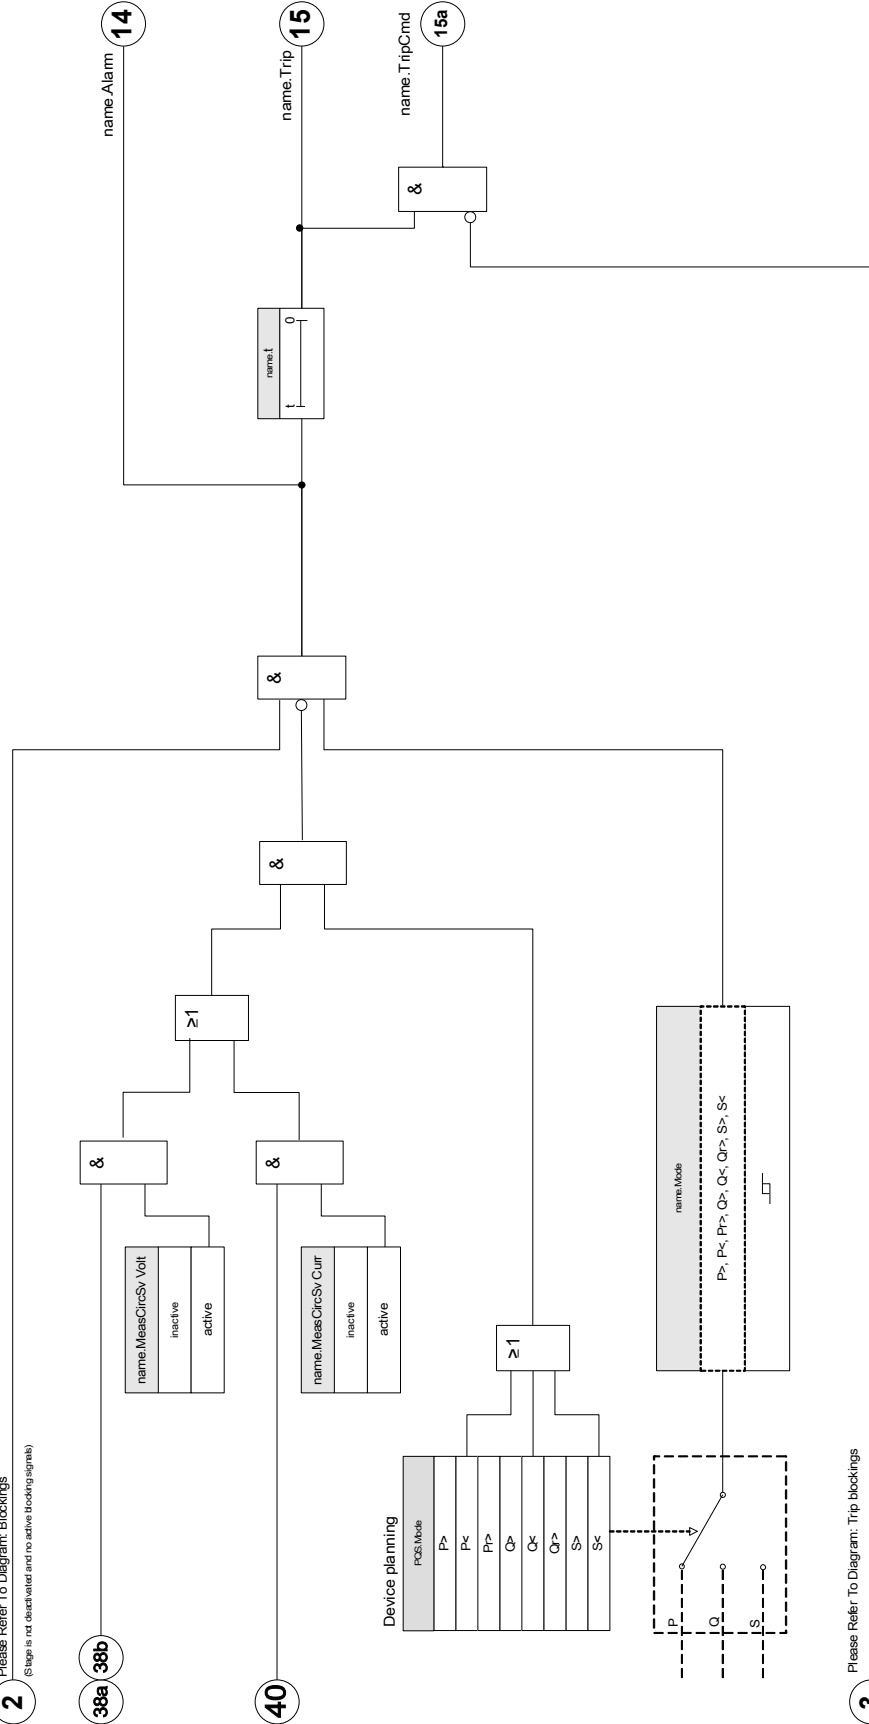 2
Please Refer To Diagram: Blockings
(Stage is not deactivated and no active blocking signals)
38a
38b
name.MeasCircSv Volt
inactive
active
&
≥1
40
name.MeasCircSv Curr
inactive
active
&
&
&
name.t
t
0
name.Alarm
14
name.Trip
15
&
name.TripCmd
15a
Device planning
PQS.Mode
P>
P<
Pr>
Q>
Q<
Qr>
S>
S<
≥1
P
Q
S
name.Mode
P>, P<, Pr>, Q>, Q<, Qr>, S>, S<
3
Please Refer To Diagram: Trip blockings